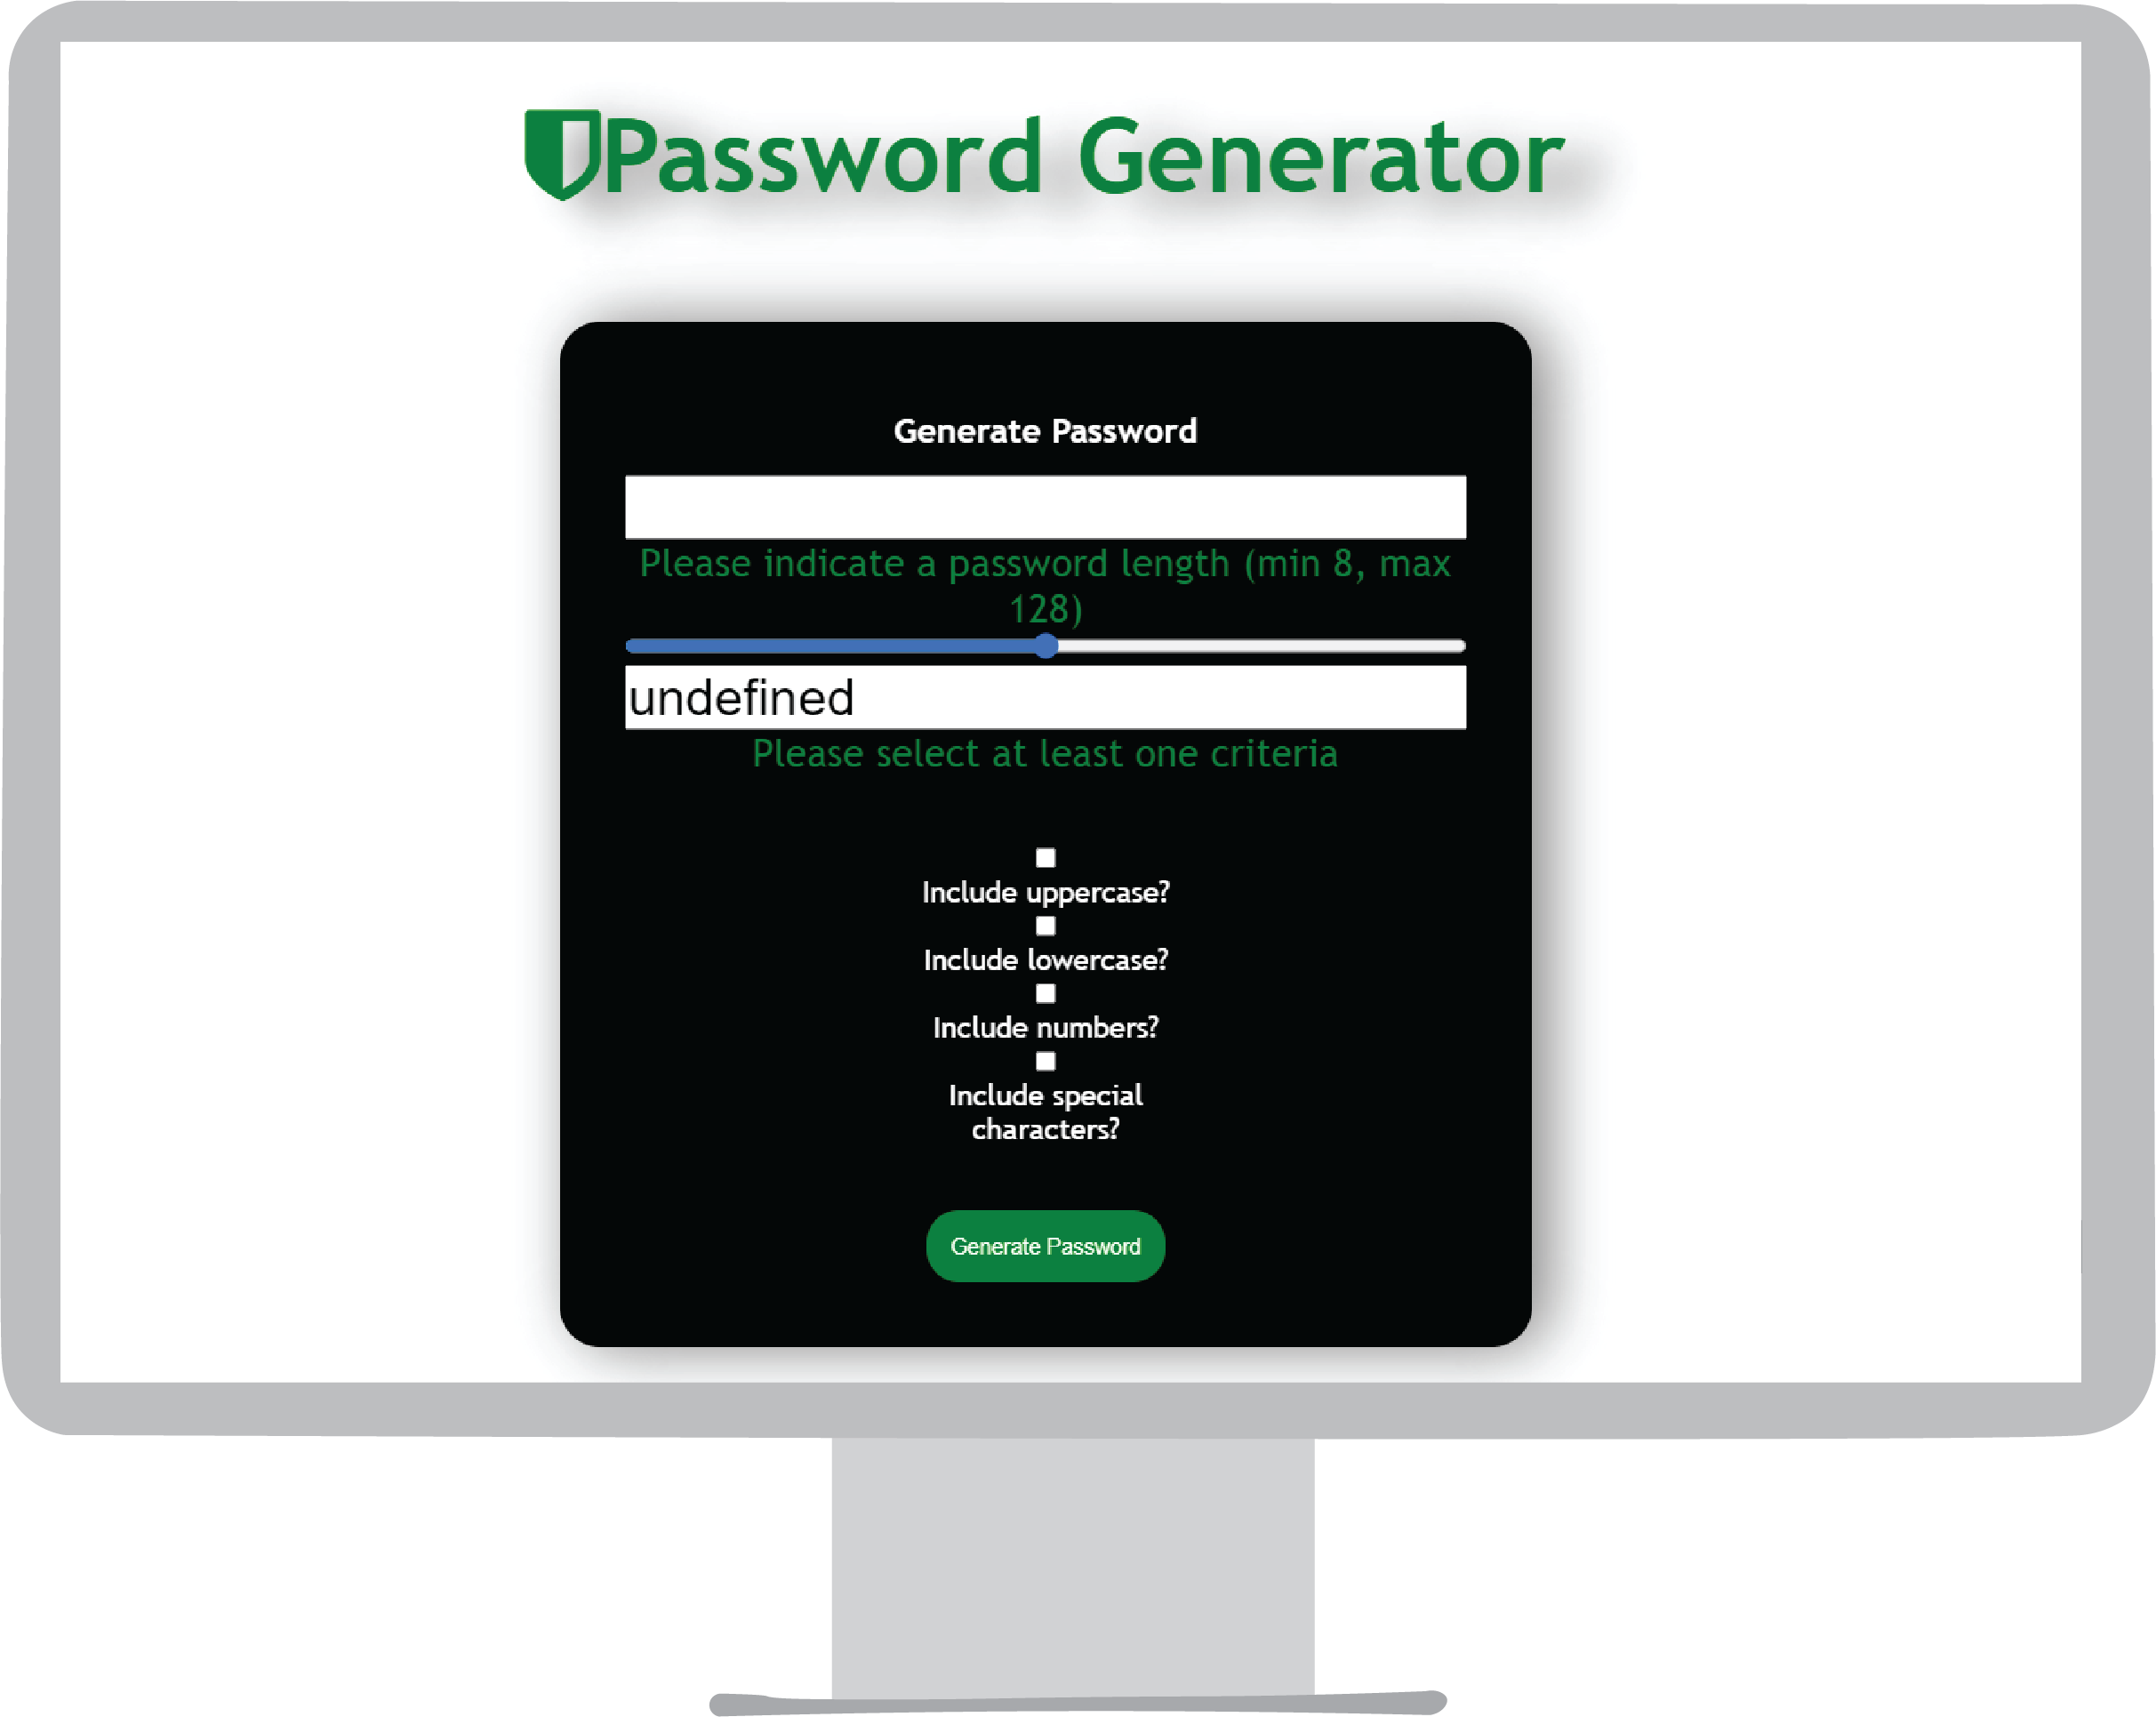 Password Generator
Generate Password
Please indicate a password length (min 8, max
128)
undefined
Please select at least one criteria
Include uppercase?
Include lowercase?
Include numbers?
Include special
characters?
Generate Password